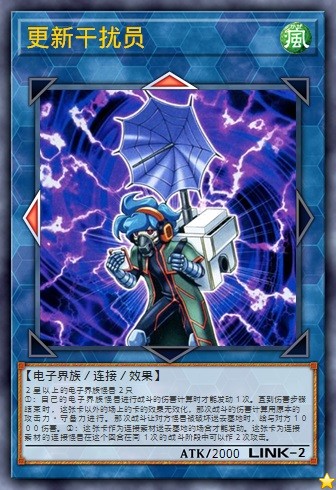 更新干扰员
風
【电子界族／连接／效果】
2星以上的电子界族怪兽2只
①：自己的电子界族怪兽进行战斗的伤害计算时才能发动1次。直到伤害步骤
结束时，这张卡以外的场上的卡的效果无效化，那次战斗的伤害计算用原本的
攻击力·守备力进行。那次战斗让对方怪兽被破坏送去墓地时，给与对方10
00伤害。②：这张卡作为连接素材送去墓地的场合才能发动。这张卡为连接
素材的连接怪兽在这个回合在同1次的战斗阶段中可以作2次攻击。
ATK/2000 LINK-2